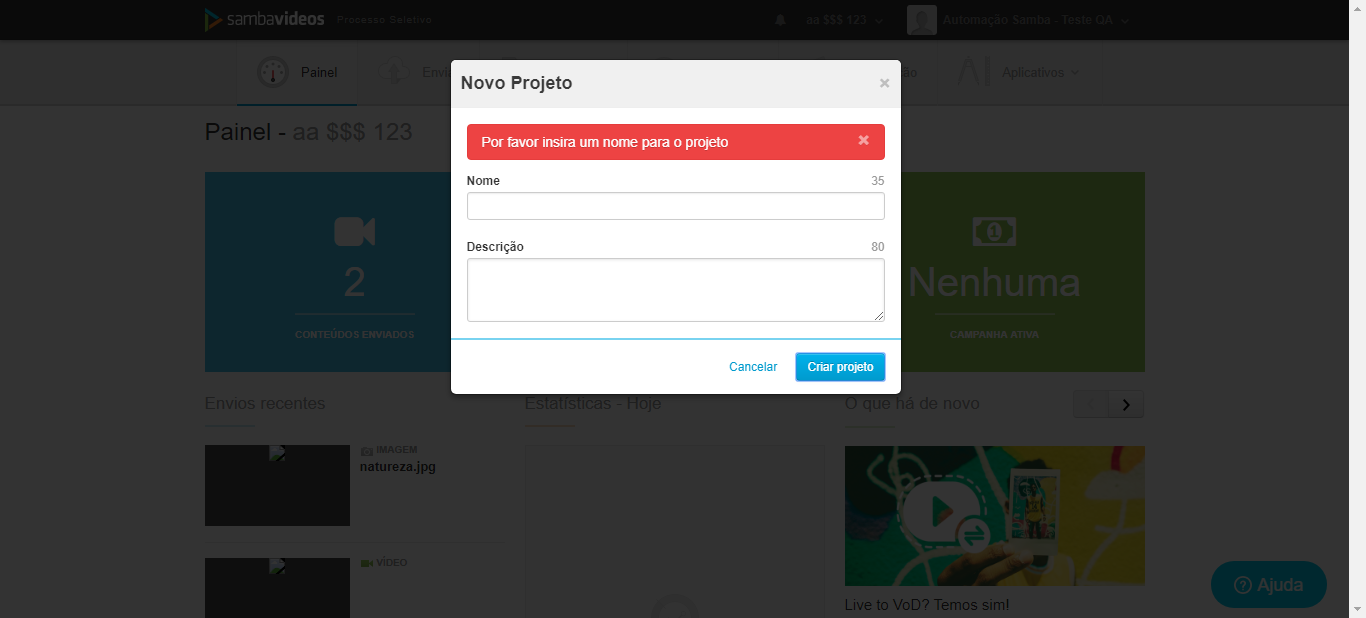 sambavideos Processo Seletivo
aa $$$ 123
Automação Samba - Teste QA
Painel
Aplicativos
Novo Projeto
Por favor insira um nome para o projeto
Nome 35
Descrição 80
Cancelar Criar projeto
Painel - aa $$$ 123
2
CONTEÚDOS ENVIADOS
1
Nenhuma
CAMPANHA ATIVA
Envios recentes
IMAGEM
natureza.jpg
VÍDEO
Estatísticas - Hoje
O que há de novo
Live to VoD? Temos sim!
Ajuda